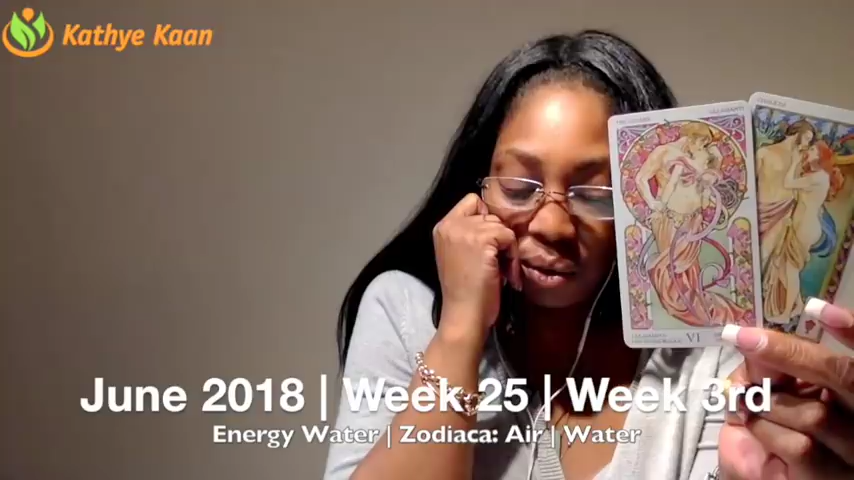 Kathye Kaan
VI
June 2018 | Week 25 | Week 3rd
Energy Water | Zodiaca: Air | Water